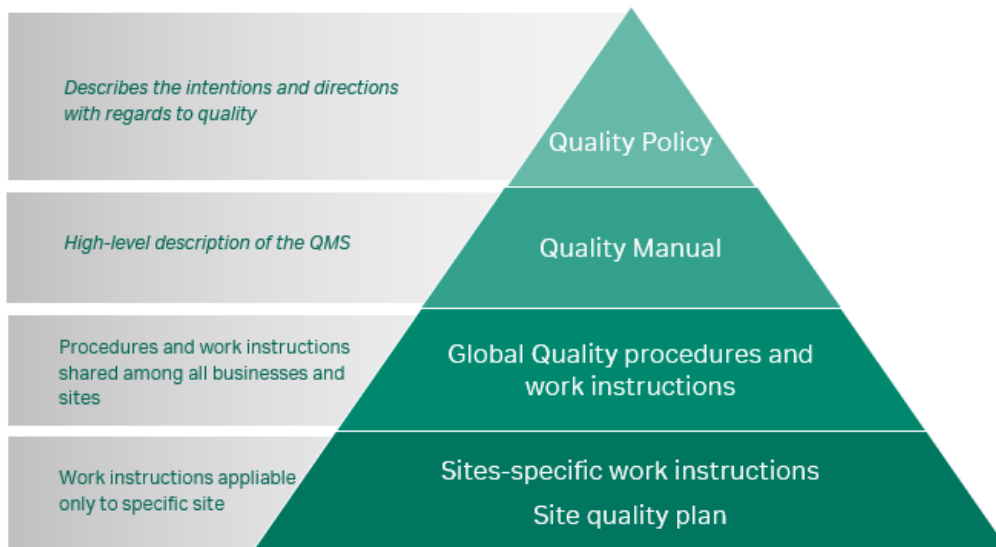 Describes the intentions and directions
with regards to quality
Quality Policy
High-level description of the QMS
Quality Manual
Procedures and work instructions
shared among all businesses and
sites
Global Quality procedures and
work instructions
Work instructions appliable
only to specific site
Sites-specific work instructions
Site quality plan